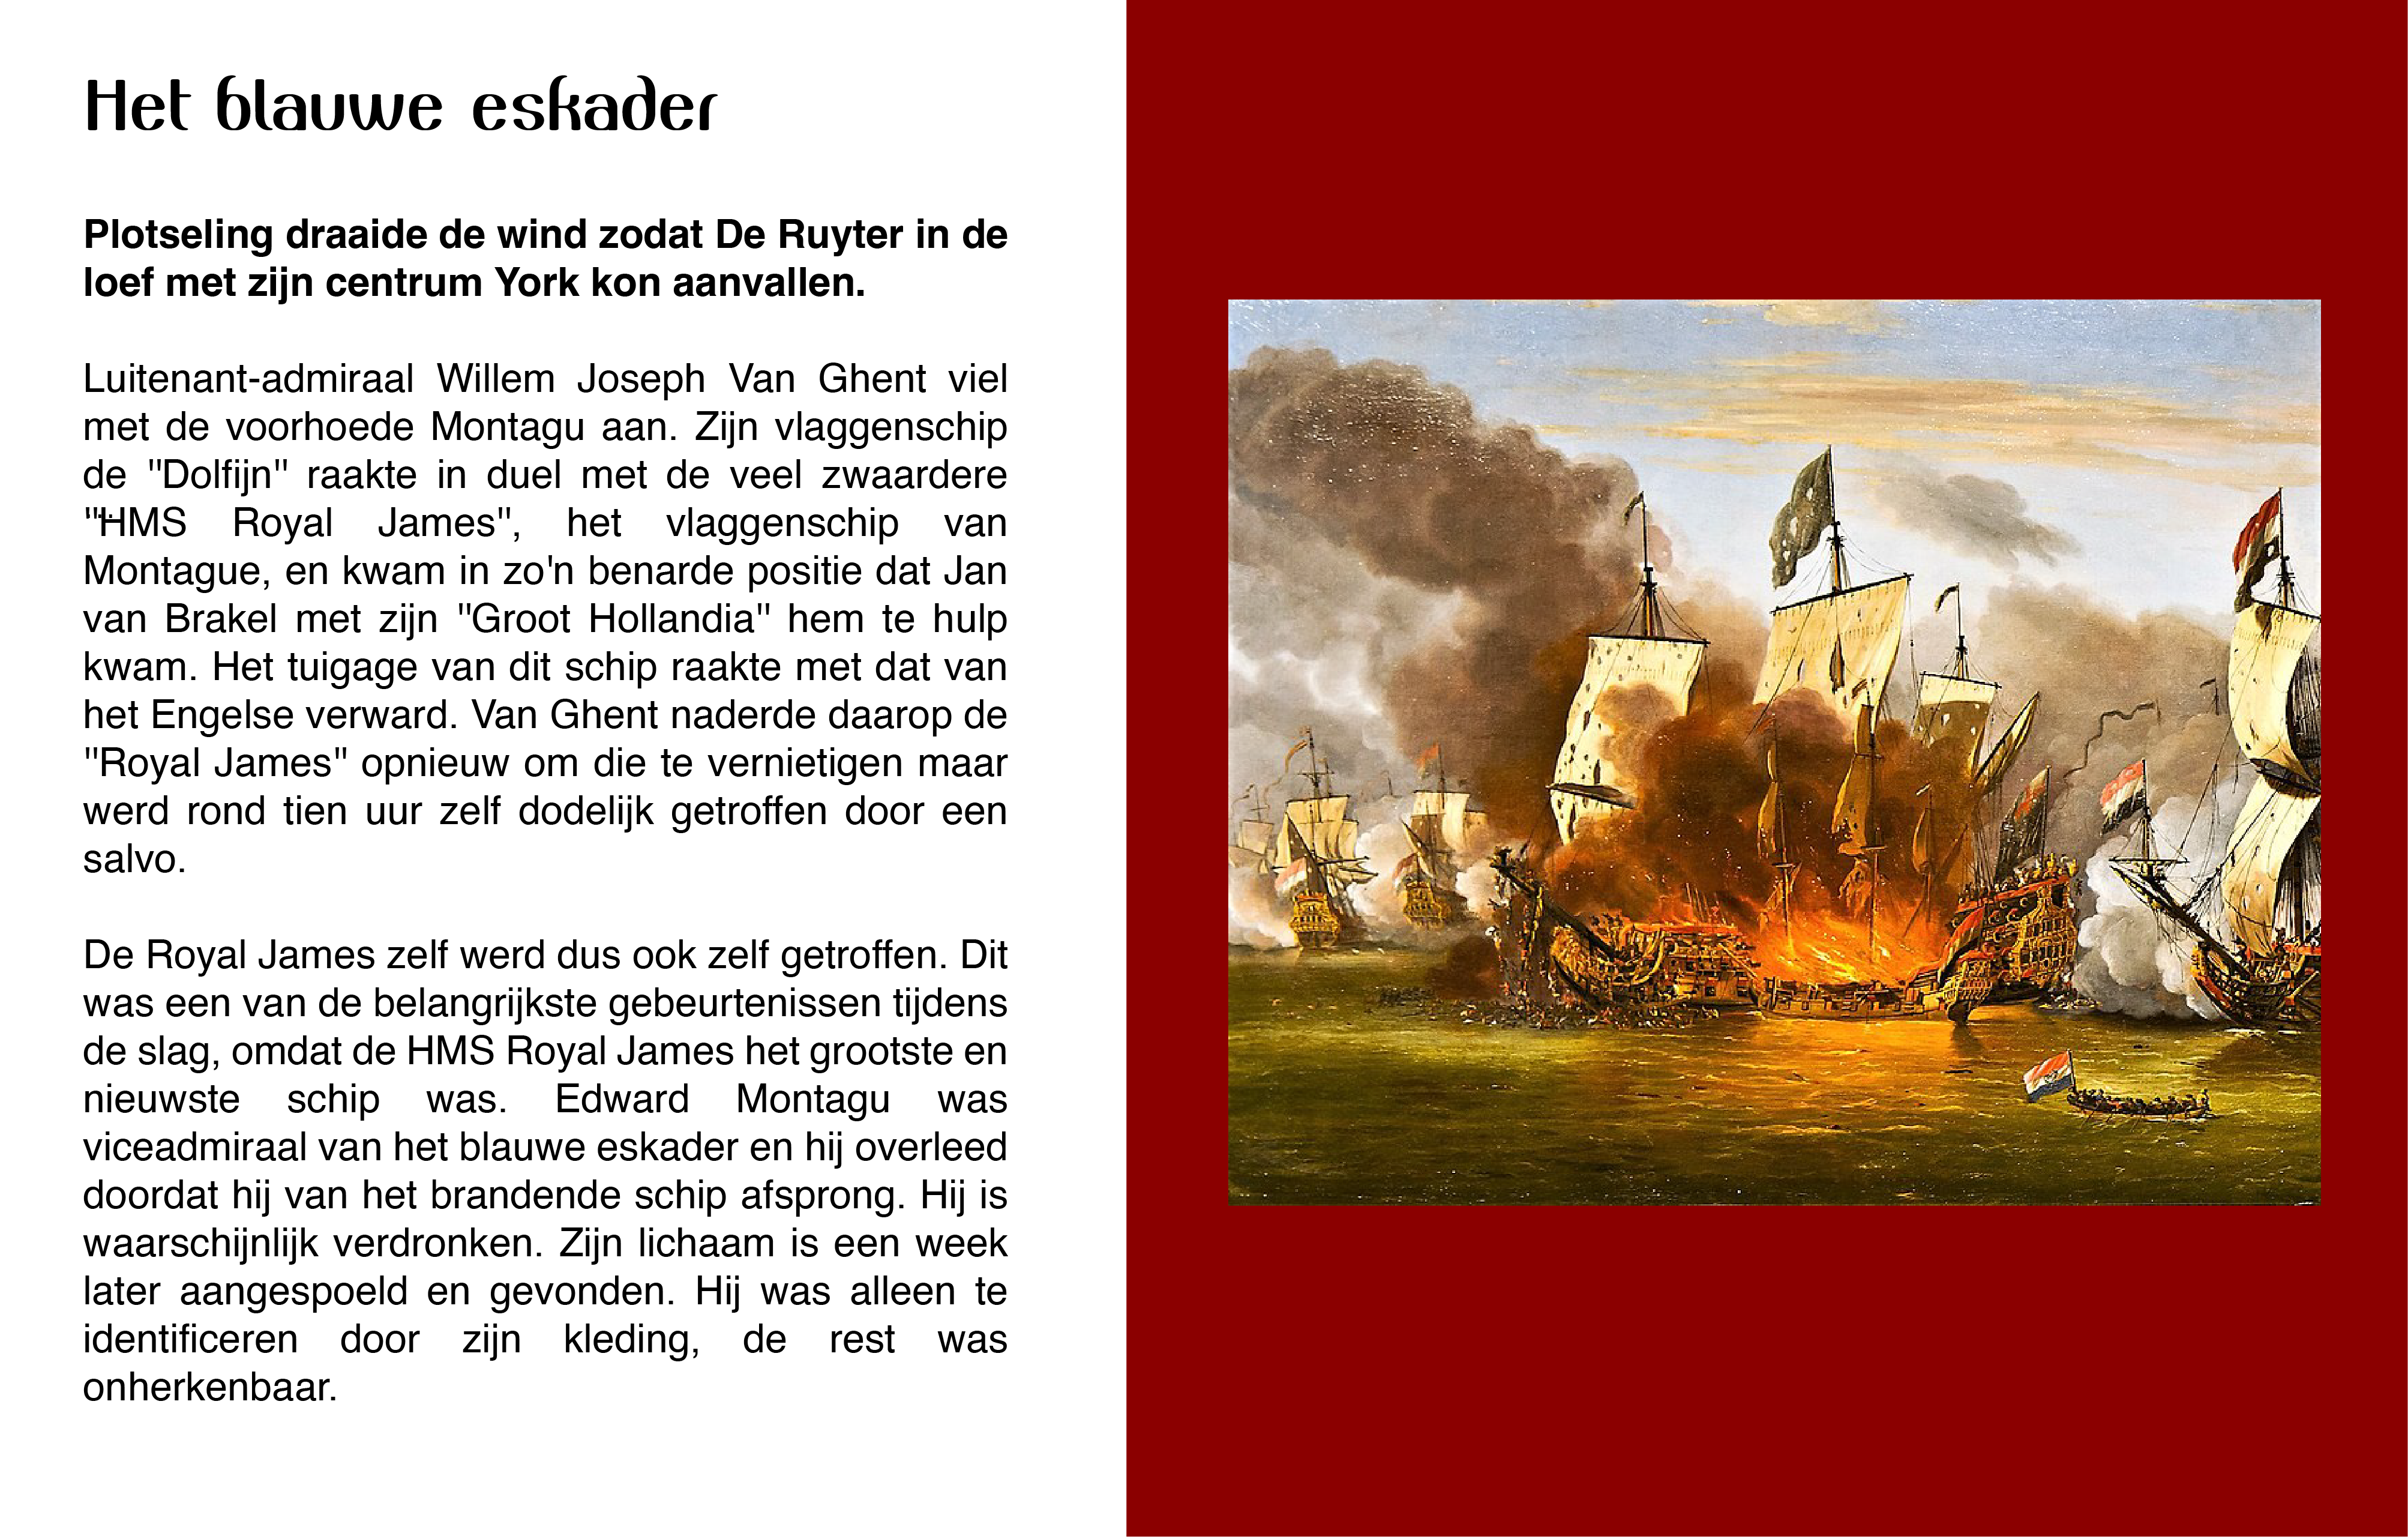 Het blauwe eskader
Plotseling draaide de wind zodat De Ruyter in de
loef met zijn centrum York kon aanvallen.
Luitenant-admiraal Willem Joseph Van Ghent viel
met de voorhoede Montagu aan. Zijn vlaggenschip
de "Dolfijn" raakte in duel met de veel zwaardere
"HMS Royal James", het vlaggenschip van
Montague, en kwam in zo'n benarde positie dat Jan
van Brakel met zijn "Groot Hollandia" hem te hulp
kwam. Het tuigage van dit schip raakte met dat van
het Engelse verward. Van Ghent naderde daarop de
"Royal James" opnieuw om die te vernietigen maar
werd rond tien uur zelf dodelijk getroffen door een
salvo.
De Royal James zelf werd dus ook zelf getroffen. Dit
was een van de belangrijkste gebeurtenissen tijdens
de slag, omdat de HMS Royal James het grootste en
nieuwste schip was. Edward Montagu was
viceadmiraal van het blauwe eskader en hij overleed
doordat hij van het brandende schip afsprong. Hij is
waarschijnlijk verdronken. Zijn lichaam is een week
later aangespoeld en gevonden. Hij was alleen te
identificeren door zijn kleding, de rest was
onherkenbaar.